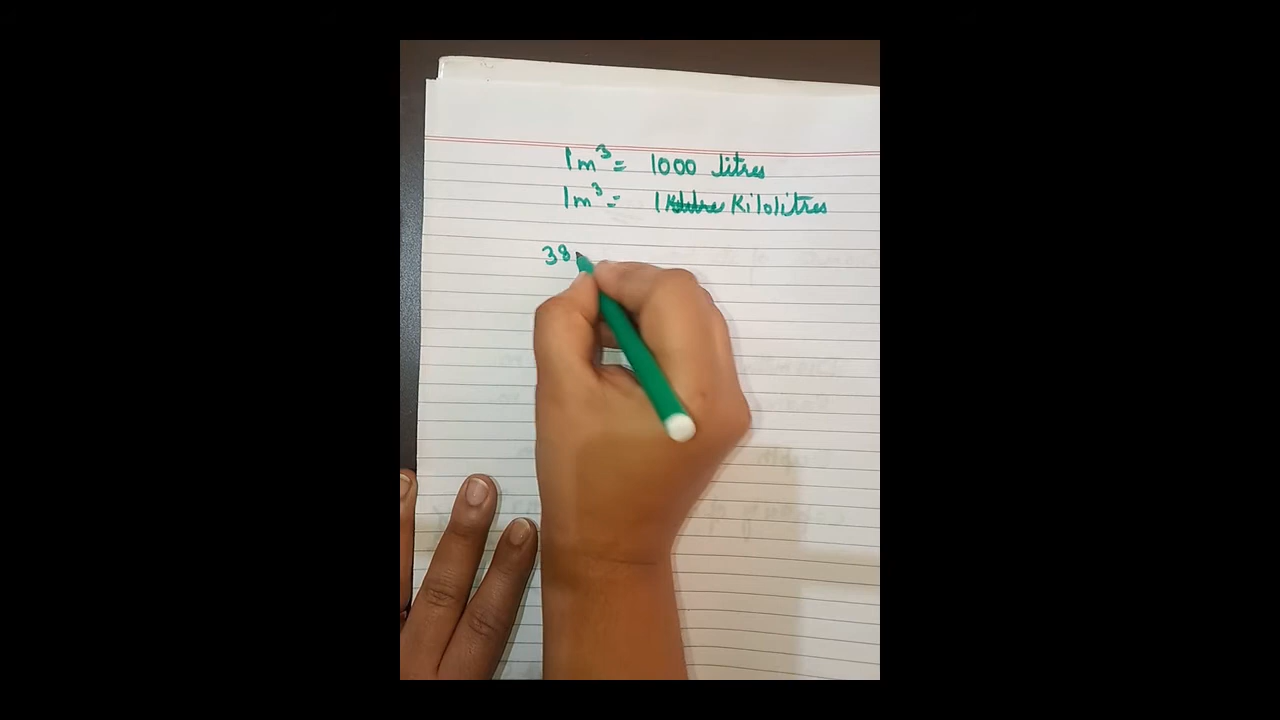 1m³ = 1000 litres
1m³ = 1 Kilolitres
38